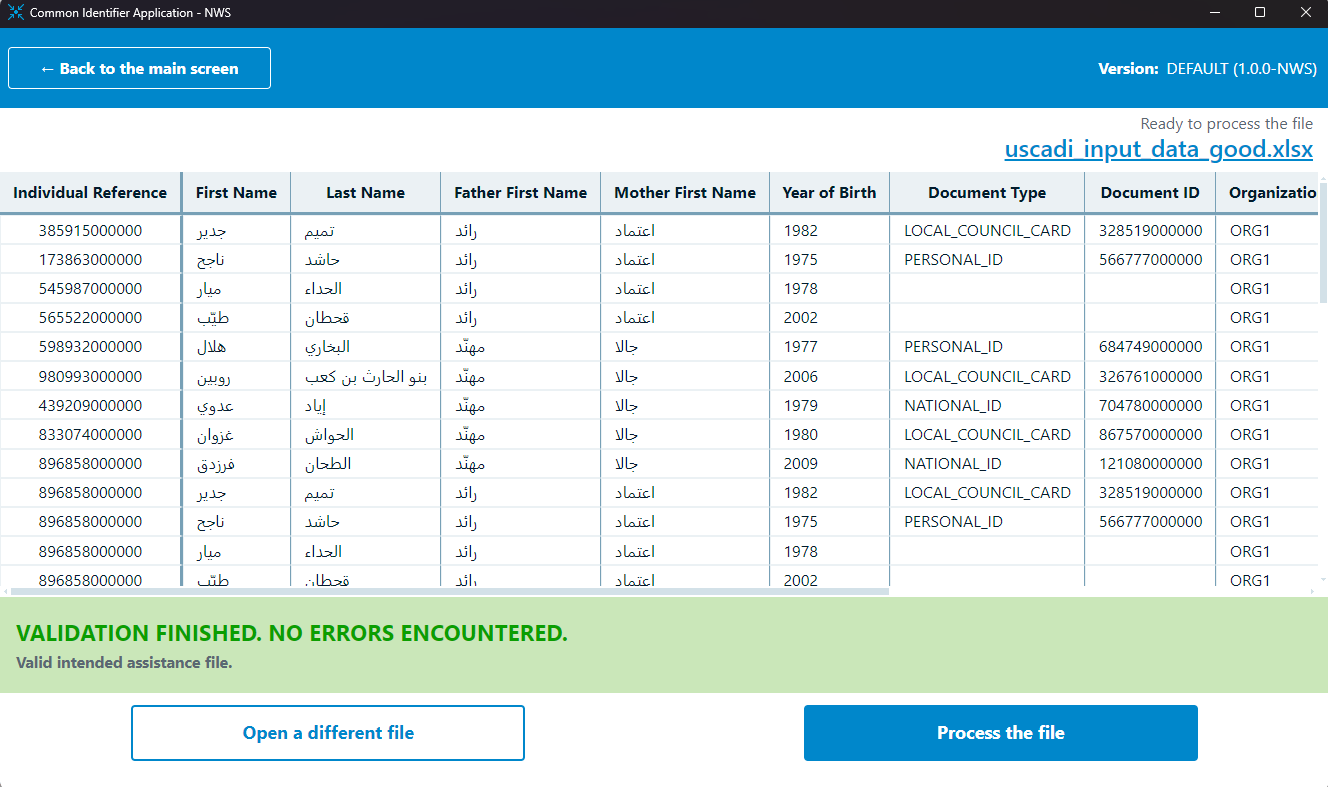 Common Identifier Application - NWS
← Back to the main screen
Version: DEFAULT (1.0.0-NWS)
Ready to process the file
uscadi_input_data_good.xlsx
Individual Reference First Name Last Name Father First Name Mother First Name Year of Birth Document Type Document ID Organizatio
385915000000 جدير تميم رائد اعتماد 1982 LOCAL_COUNCIL_CARD 328519000000 ORG1
173863000000 ناجح حاشد رائد اعتماد 1975 PERSONAL_ID 566777000000 ORG1
545987000000 ميار الحداء رائد اعتماد 1978 ORG1
565522000000 طيّب قحطان رائد اعتماد 2002 ORG1
598932000000 هلال البخاري مهنّد جالا 1977 PERSONAL_ID 684749000000 ORG1
980993000000 روبين بنو الحارث بن كعب مهنّد جالا 2006 LOCAL_COUNCIL_CARD 326761000000 ORG1
439209000000 عدوي إياد مهنّد جالا 1979 NATIONAL_ID 704780000000 ORG1
833074000000 غزوان الحواش مهنّد جالا 1980 LOCAL_COUNCIL_CARD 867570000000 ORG1
896858000000 فرزدق الطحان مهنّد جالا 2009 NATIONAL_ID 121080000000 ORG1
896858000000 جدير تميم رائد اعتماد 1982 LOCAL_COUNCIL_CARD 328519000000 ORG1
896858000000 ناجح حاشد رائد اعتماد 1975 PERSONAL_ID 566777000000 ORG1
896858000000 ميار الحداء رائد اعتماد 1978 ORG1
896858000000 طيّب قحطان رائد اعتماد 2002 ORG1
VALIDATION FINISHED. NO ERRORS ENCOUNTERED.
Valid intended assistance file.
Open a different file
Process the file